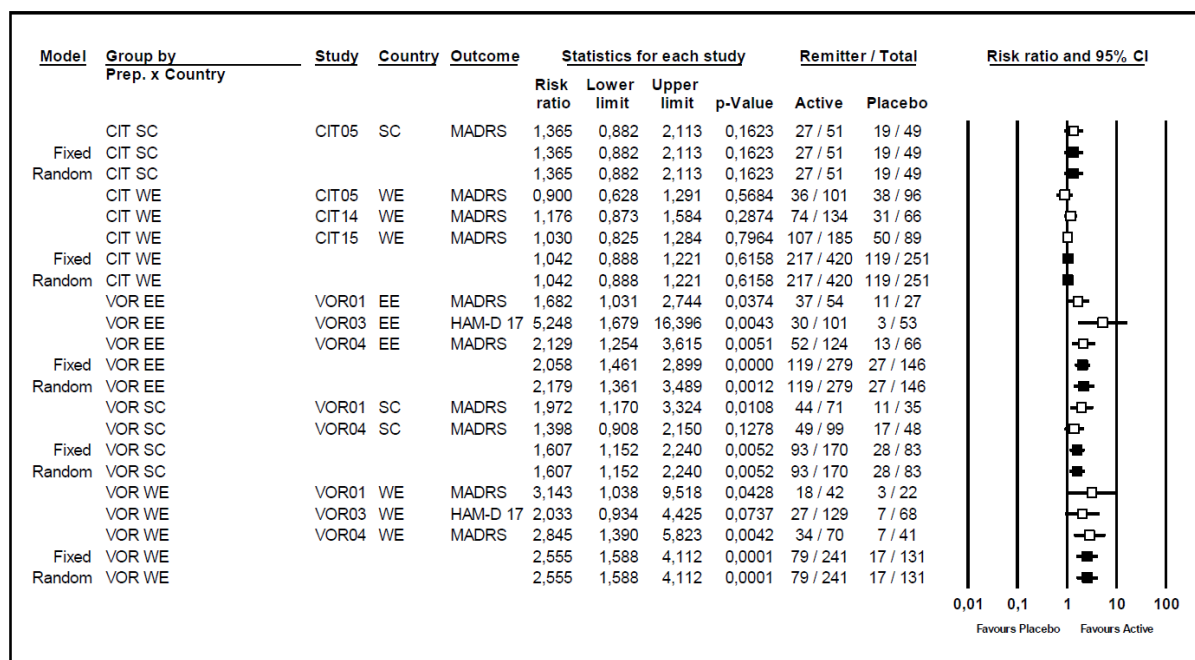 Model Group by Study Country Outcome Statistics for each study Remitter / Total Risk ratio and 95% CI
Prep. x Country
Risk Lower Upper
ratio limit limit p-Value Active Placebo
CIT SC CIT05 SC MADRS 1,365 0,882 2,113 0,1623 27 / 51 19 / 49
Fixed CIT SC 1,365 0,882 2,113 0,1623 27 / 51 19 / 49
Random CIT SC 1,365 0,882 2,113 0,1623 27 / 51 19 / 49
CIT WE CIT05 WE MADRS 0,900 0,628 1,291 0,5684 36 / 101 38 / 96
CIT WE CIT14 WE MADRS 1,176 0,873 1,584 0,2874 74 / 134 31 / 66
CIT WE CIT15 WE MADRS 1,030 0,825 1,284 0,7964 107 / 185 50 / 89
Fixed CIT WE 1,042 0,888 1,221 0,6158 217 / 420 119 / 251
Random CIT WE 1,042 0,888 1,221 0,6158 217 / 420 119 / 251
VOR EE VOR01 EE MADRS 1,682 1,031 2,744 0,0374 37 / 54 11 / 27
VOR EE VOR03 EE HAM-D 17 5,248 1,679 16,396 0,0043 30 / 101 3 / 53
VOR EE VOR04 EE MADRS 2,129 1,254 3,615 0,0051 52 / 124 13 / 66
Fixed VOR EE 2,058 1,461 2,899 0,0000 119 / 279 27 / 146
Random VOR EE 2,179 1,361 3,489 0,0012 119 / 279 27 / 146
VOR SC VOR01 SC MADRS 1,972 1,170 3,324 0,0108 44 / 71 11 / 35
VOR SC VOR04 SC MADRS 1,398 0,908 2,150 0,1278 49 / 99 17 / 48
Fixed VOR SC 1,607 1,152 2,240 0,0052 93 / 170 28 / 83
Random VOR SC 1,607 1,152 2,240 0,0052 93 / 170 28 / 83
VOR WE VOR01 WE MADRS 3,143 1,038 9,518 0,0428 18 / 42 3 / 22
VOR WE VOR03 WE HAM-D 17 2,033 0,934 4,425 0,0737 27 / 129 7 / 68
VOR WE VOR04 WE MADRS 2,845 1,390 5,823 0,0042 34 / 70 7 / 41
Fixed VOR WE 2,555 1,588 4,112 0,0001 79 / 241 17 / 131
Random VOR WE 2,555 1,588 4,112 0,0001 79 / 241 17 / 131
0,01 0,1 1 10 100
Favours Placebo Favours Active